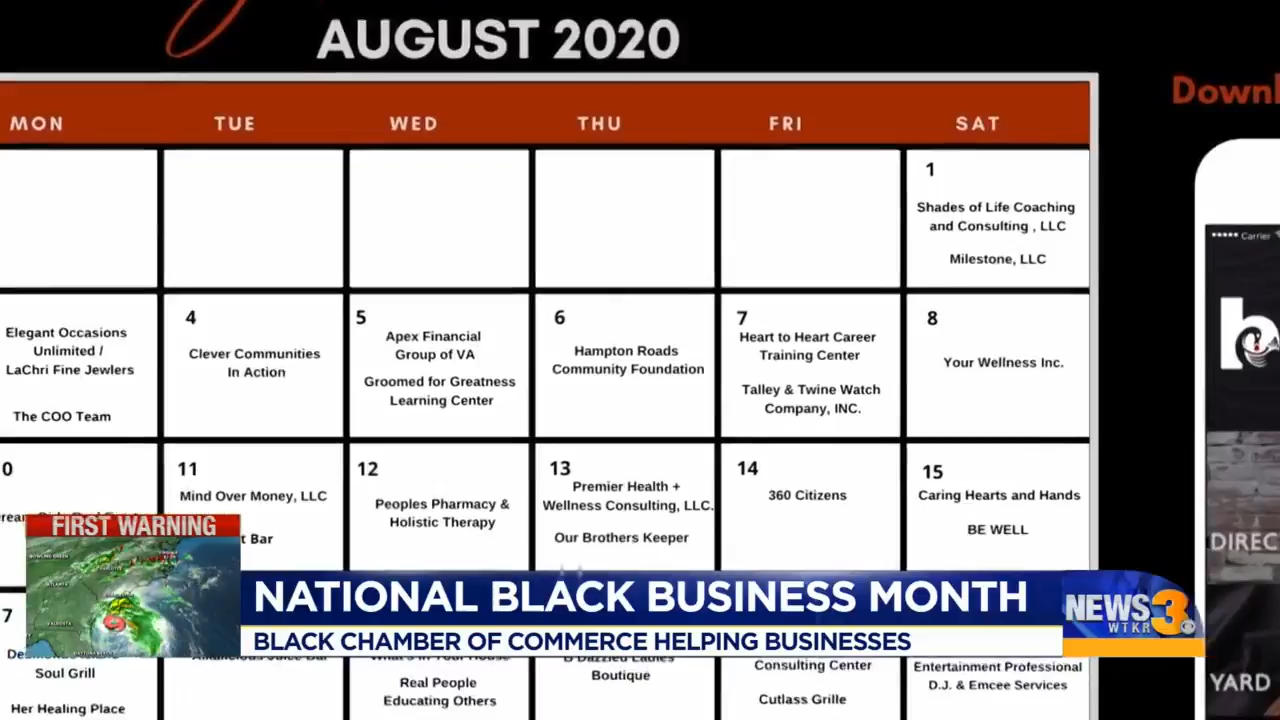 AUGUST 2020
Downl
MON TUE WED THU FRI SAT
1
Shades of Life Coaching
and Consulting , LLC
Milestone, LLC
Carrier
Elegant Occasions
Unlimited /
LaChri Fine Jewlers
The COO Team
4
Clever Communities
In Action
5
Apex Financial
Group of VA
Groomed for Greatness
Learning Center
6
Hampton Roads
Community Foundation
7
Heart to Heart Career
Training Center
Talley & Twine Watch
Company, INC.
8
Your Wellness Inc.
0
11
Mind Over Money, LLC
t Bar
12
Peoples Pharmacy &
Holistic Therapy
13
Premier Health +
Wellness Consulting, LLC.
Our Brothers Keeper
14
360 Citizens
15
Caring Hearts and Hands
BE WELL
DIREC
FIRST WARNING
NATIONAL BLACK BUSINESS MONTH
BLACK CHAMBER OF COMMERCE HELPING BUSINESSES
NEWS 3
WTKR
7
Soul Grill
Her Healing Place
Real People
Educating Others
Boutique
Consulting Center
Cutlass Grille
Entertainment Professional
D.J. & Emcee Services
YARD